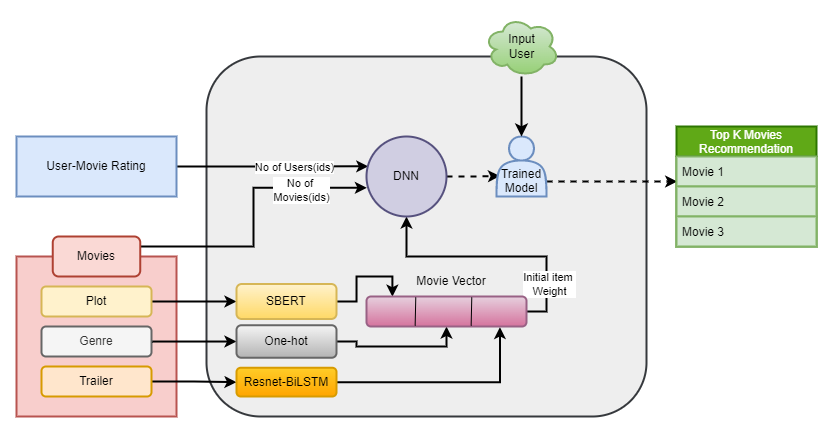 Input
User
Top K Movies
Recommendation
User-Movie Rating
No of Users(ids)
No of
Movies(ids)
DNN
Trained
Model
Movie 1
Movie 2
Movie 3
Movies
Plot
SBERT
Movie Vector
Initial item
Weight
Genre
One-hot
Trailer
Resnet-BiLSTM